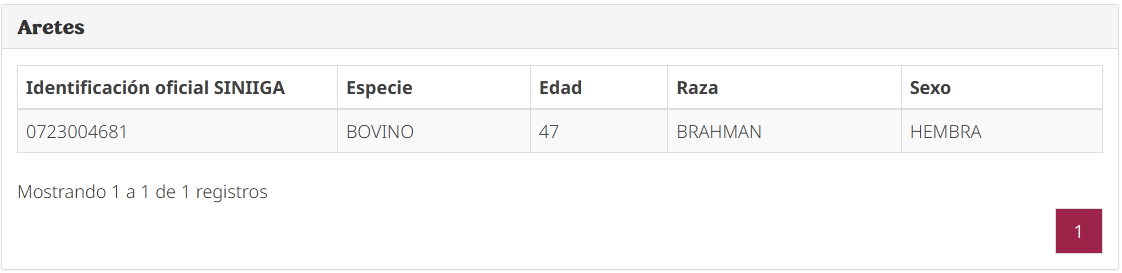 Aretes
Identificación oficial SINIIGA Especie Edad Raza Sexo
0723004681 BOVINO 47 BRAHMAN HEMBRA
Mostrando 1 a 1 de 1 registros
1